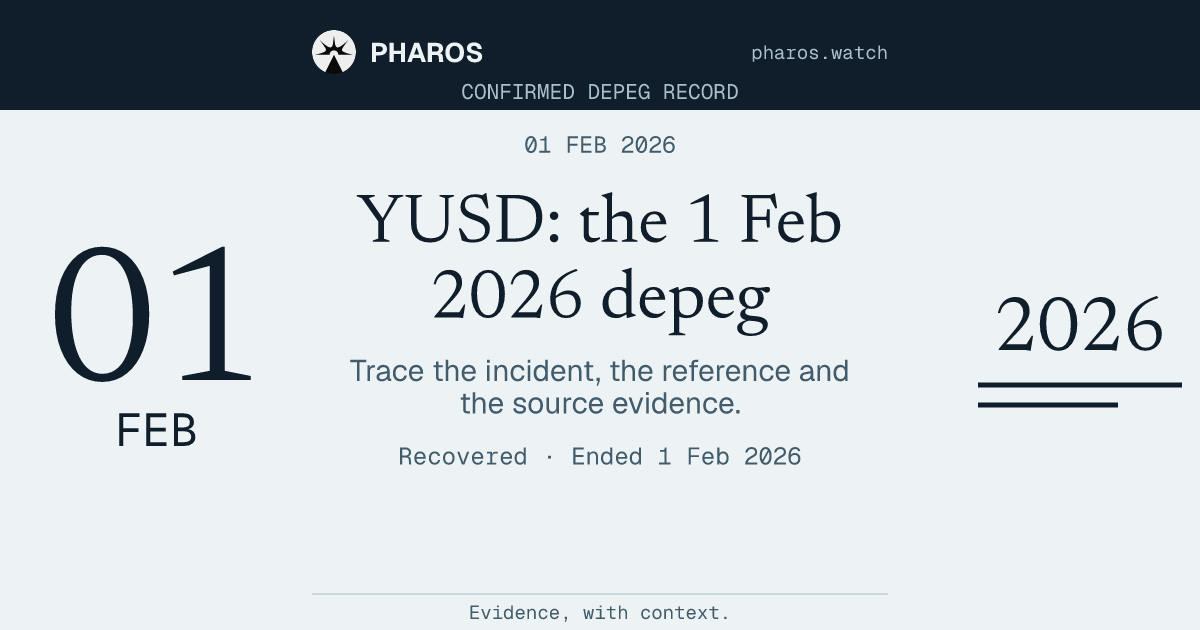 PHAROS
pharos.watch
CONFIRMED DEPEG RECORD
01 FEB 2026
YUSD: the 1 Feb
2026 depeg
Trace the incident, the reference and
the source evidence.
Recovered · Ended 1 Feb 2026
01
FEB
2026
Evidence, with context.